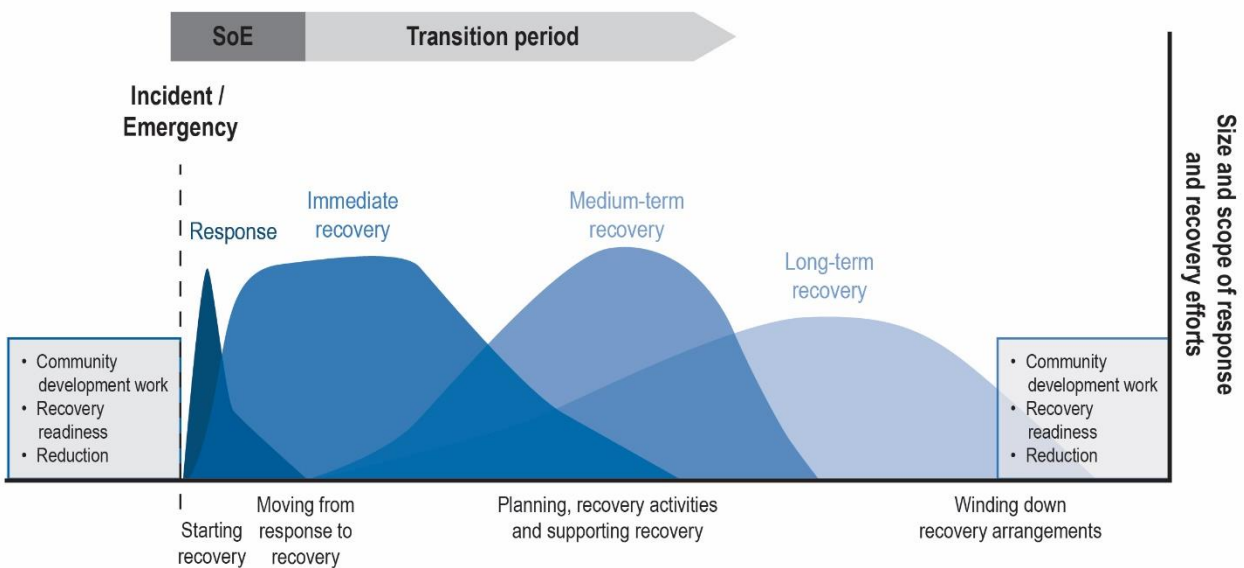 SoE
Transition period
Incident /
Emergency
Response
Immediate
recovery
Medium-term
recovery
Long-term
recovery
Size and scope of response
and recovery efforts
• Community
development work
• Recovery
readiness
• Reduction
• Community
development work
• Recovery
readiness
• Reduction
Starting
recovery
Moving from
response to
recovery
Planning, recovery activities
and supporting recovery
Winding down
recovery arrangements